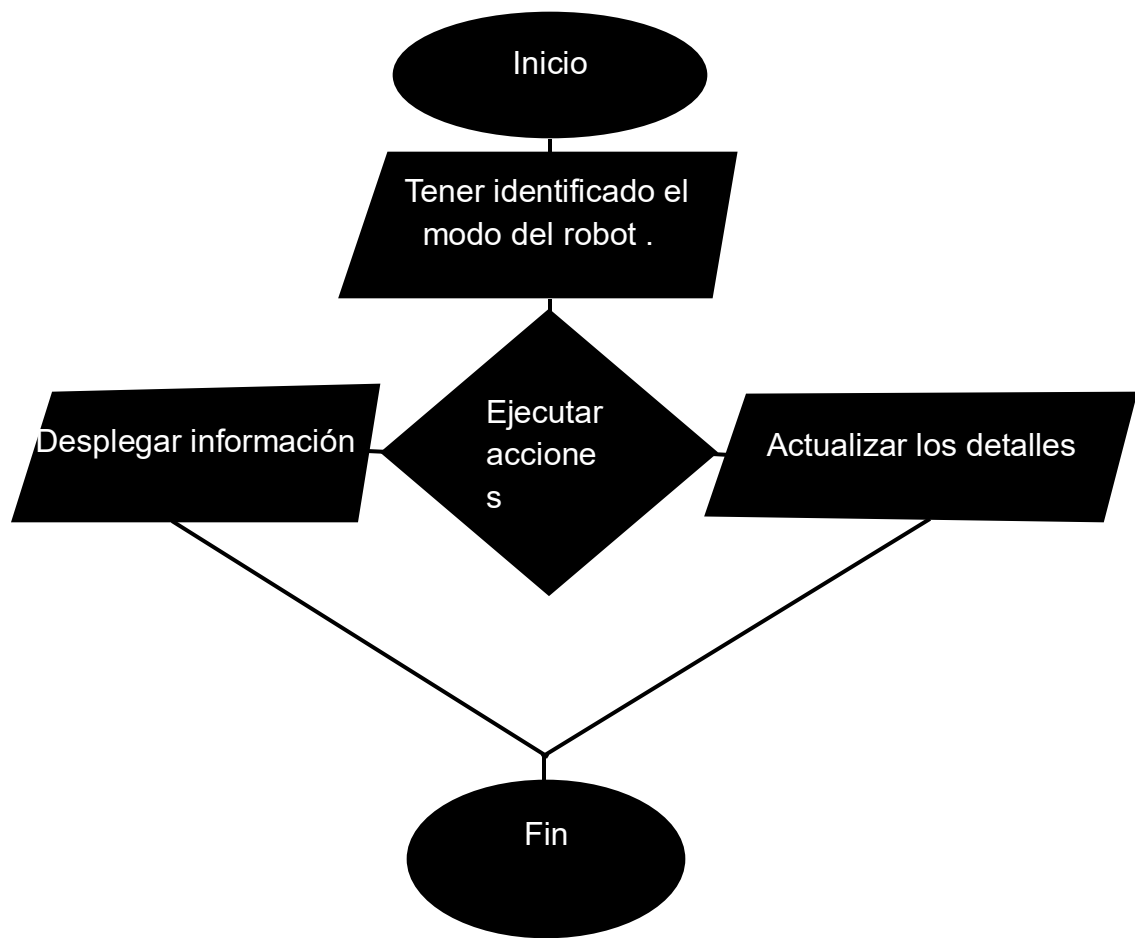 Inicio
Tener identificado el
modo del robot .
Desplegar información
Ejecutar
accione
s
Actualizar los detalles
Fin